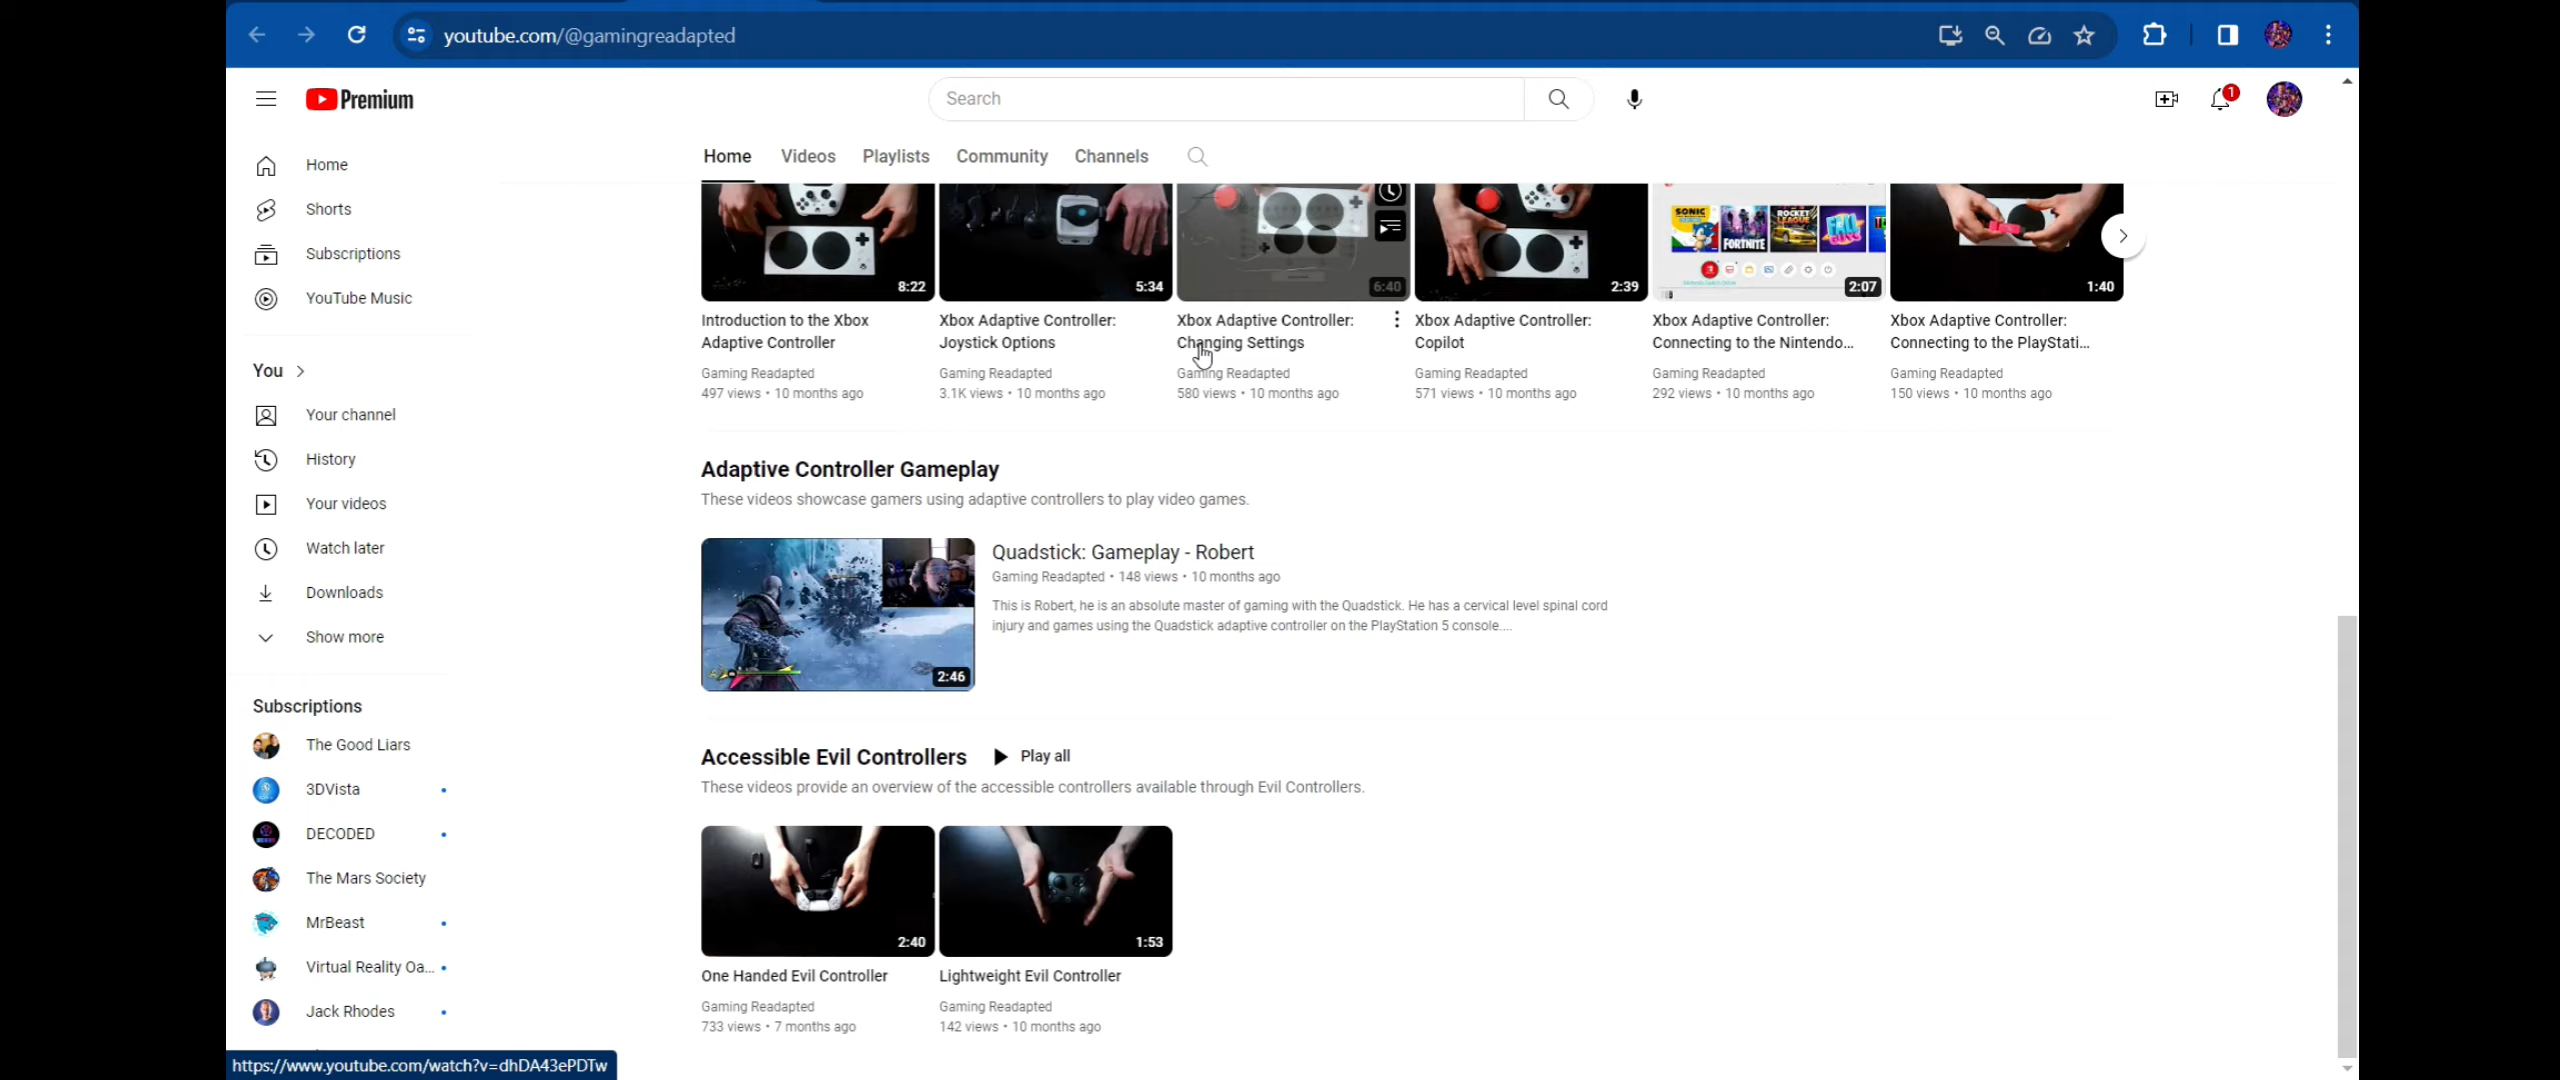 youtube.com/@gamingreadapted
Premium
Search
1
Home
Videos
Playlists
Community
Channels
Home
Shorts
Subscriptions
YouTube Music
You
Your channel
History
Your videos
Watch later
Downloads
Show more
Subscriptions
The Good Liars
3DVista
DECODED
The Mars Society
MrBeast
Virtual Reality Oa...
Jack Rhodes
8:22
Introduction to the Xbox
Adaptive Controller
Gaming Readapted
497 views • 10 months ago
5:34
Xbox Adaptive Controller:
Joystick Options
Gaming Readapted
3.1K views • 10 months ago
6:40
Xbox Adaptive Controller:
Changing Settings
Gaming Readapted
580 views • 10 months ago
2:39
Xbox Adaptive Controller:
Copilot
Gaming Readapted
571 views • 10 months ago
SONIC
FORTNITE
ROCKET
LEAGUE
FALL
2:07
Xbox Adaptive Controller:
Connecting to the Nintendo...
Gaming Readapted
292 views • 10 months ago
1:40
Xbox Adaptive Controller:
Connecting to the PlayStati...
Gaming Readapted
150 views • 10 months ago
Adaptive Controller Gameplay
These videos showcase gamers using adaptive controllers to play video games.
2:46
Quadstick: Gameplay - Robert
Gaming Readapted • 148 views • 10 months ago
This is Robert, he is an absolute master of gaming with the Quadstick. He has a cervical level spinal cord
injury and games using the Quadstick adaptive controller on the PlayStation 5 console....
Accessible Evil Controllers
Play all
These videos provide an overview of the accessible controllers available through Evil Controllers.
2:40
One Handed Evil Controller
Gaming Readapted
733 views • 7 months ago
1:53
Lightweight Evil Controller
Gaming Readapted
142 views • 10 months ago
https://www.youtube.com/watch?v=dhDA43ePDTw